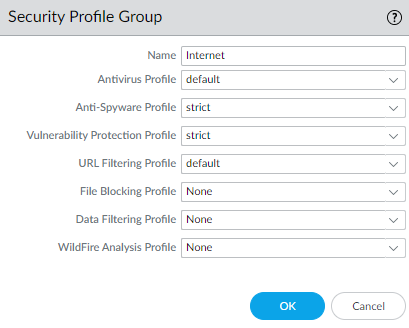 Security Profile Group
Name Internet
Antivirus Profile default
Anti-Spyware Profile strict
Vulnerability Protection Profile strict
URL Filtering Profile default
File Blocking Profile None
Data Filtering Profile None
WildFire Analysis Profile None
OK Cancel